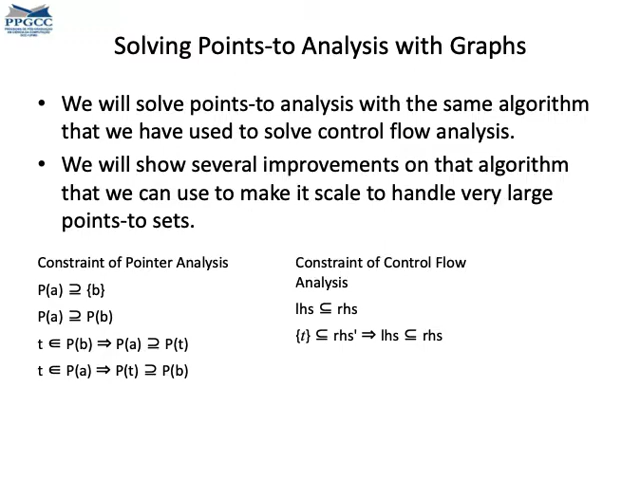 PPGCC
Solving Points-to Analysis with Graphs
• We will solve points-to analysis with the same algorithm
that we have used to solve control flow analysis.
• We will show several improvements on that algorithm
that we can use to make it scale to handle very large
points-to sets.
Constraint of Pointer Analysis
P(a) ⊇ {b}
P(a) ⊇ P(b)
t ∈ P(b) ⇒ P(a) ⊇ P(t)
t ∈ P(a) ⇒ P(t) ⊇ P(b)
Constraint of Control Flow
Analysis
lhs ⊆ rhs
{t} ⊆ rhs' ⇒ lhs ⊆ rhs